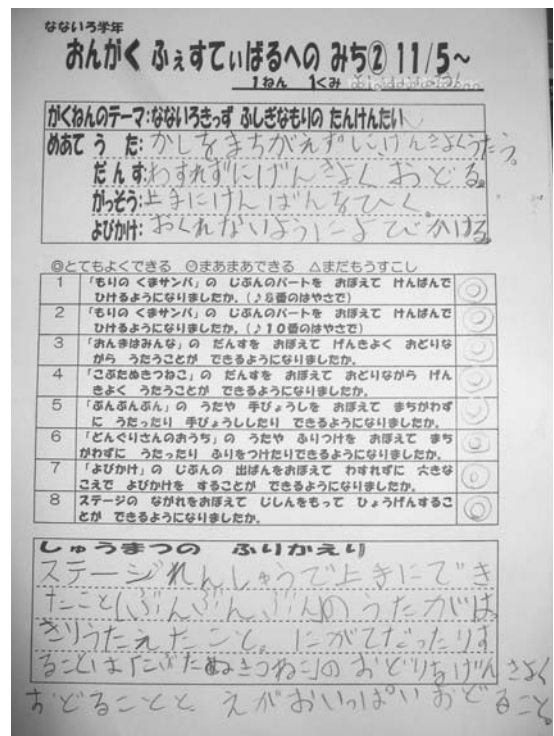 なないろ学年
おんがく ふぇすてぃばるへの みち② 11/5～
1ねん 1くみ
がくねんのテーマ:なないろきっず ふしぎなもりの たんけんたい
めあて う た: かしをまちがえずに、げんきよくうたう。
だ ん す: わすれずにげんきよく おどる。
がっそう: 上手にけんばんをひく。
よびかけ: おくれないようによびかける。
◎とてもよくできる ○まあまあできる △まだもうすこし
1 「もりの くまサンバ」の じぶんのパートを おぼえて けんばんで
ひけるようになりましたか。(♪8番のはやさで)
2 「もりの くまサンバ」の じぶんのパートを おぼえて けんばんで
ひけるようになりましたか。(♪10番のはやさで)
3 「おんまはみんな」の だんすを おぼえて げんきよく おどりな
がら うたうことが できるようになりましたか。
4 「こぶたぬきつねこ」の だんすを おぼえて おどりながら げん
きよく うたうことが できるようになりましたか。
5 「ぶんぶんぶん」の うたや 手びょうしを おぼえて まちがわず
に うたったり 手びょうししたり できるようになりましたか。
6 「どんぐりさんのおうち」の うたや ふりつけを おぼえて まち
がわずに うたったり ふりをつけたりできるようになりましたか。
7 「よびかけ」の じぶんの 出ばんをおぼえて わすれずに 大きな
こえで よびかけを することが できるようになりましたか。
8 ステージの ながれをおぼえて じしんをもって ひょうげんするこ
とが できるようになりましたか。
しゅうまつの ふりかえり
ステージれんしゅうで上手にでき
たこと「ぶんぶんぶん」のうたがはっ
きりうたえたこと。にがてだったりす
ることは「こぶたぬきつねこ」のおどりをげんきよく
おどることと えがおいっぱいおどること。